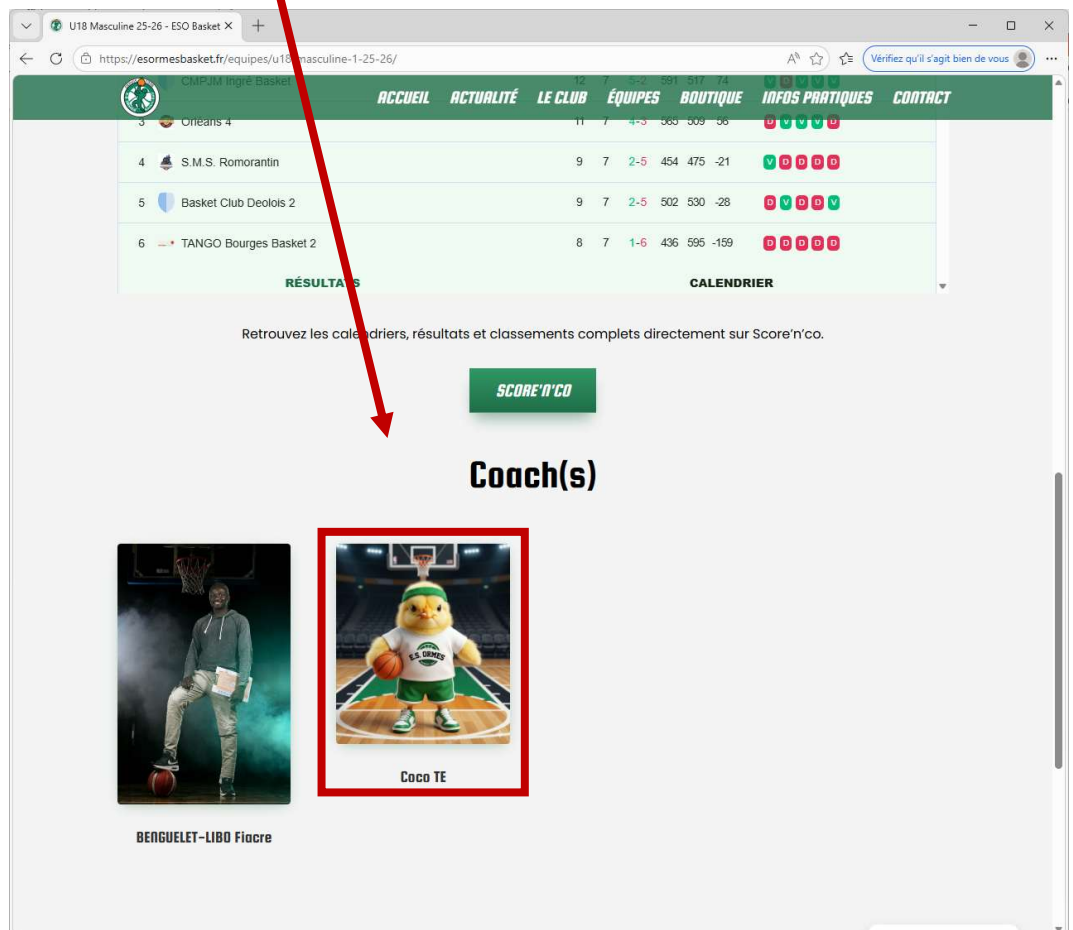 U18 Masculine 25-26 - ESO Basket
https://esormesbasket.fr/equipes/u18-masculine-1-25-26/
Vérifiez qu'il s'agit bien de vous
ACCUEIL ACTUALITÉ LE CLUB ÉQUIPES BOUTIQUE INFOS PRATIQUES CONTACT
CMPJM Ingré Basket 12 7 5-2 591 517 74 V D V V V
3 Orléans 4 11 7 4-3 565 509 56 D V V V D
4 S.M.S. Romorantin 9 7 2-5 454 475 -21 V D D D D
5 Basket Club Deolois 2 9 7 2-5 502 530 -28 D V D D V
6 TANGO Bourges Basket 2 8 7 1-6 436 595 -159 D D D D D
RÉSULTATS CALENDRIER
Retrouvez les calendriers, résultats et classements complets directement sur Score'n'co.
SCORE'N'CO
Coach(s)
E.S. ORMES
Coco TE
BENGUELET-LIBO Fiacre